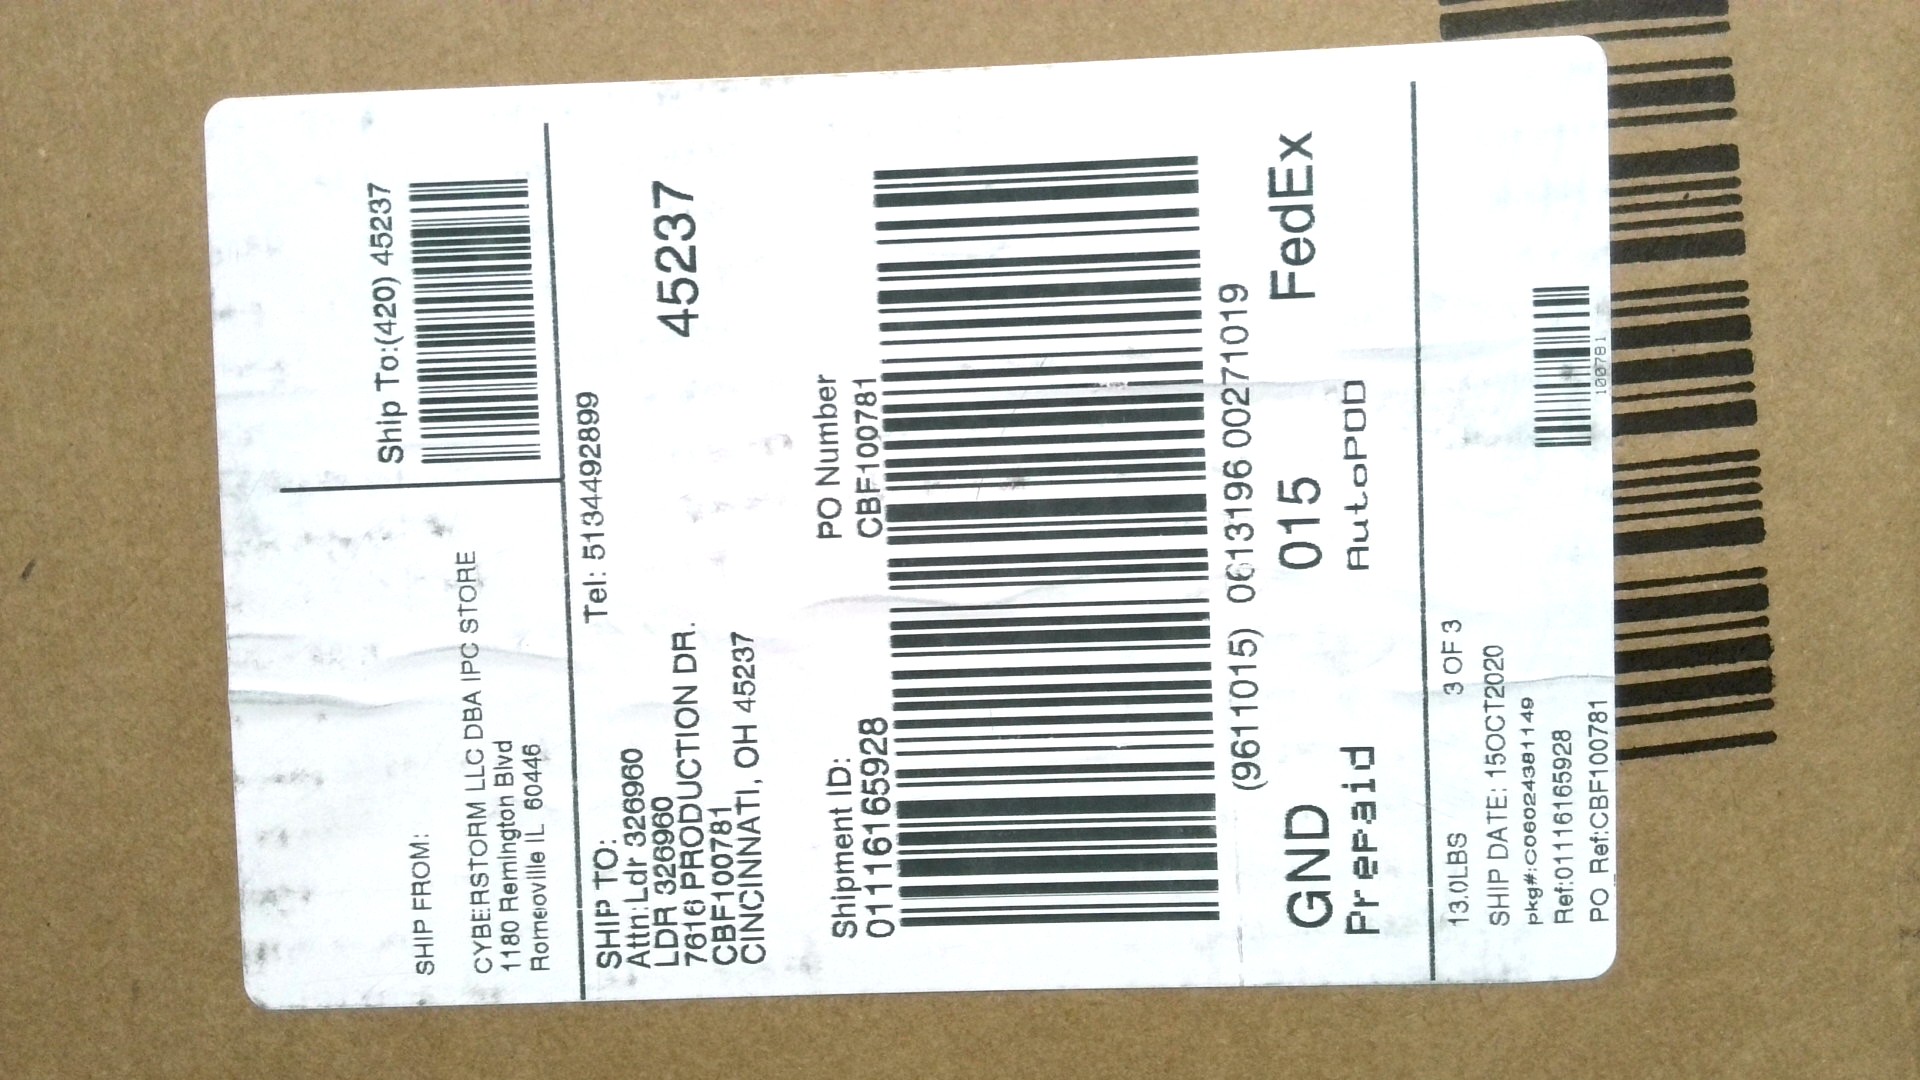 SHIP FROM:
CYBERSTORM LLC DBA IPC STORE
1180 Remington Blvd
Romeoville IL 60446
Ship To:(420) 45237
SHIP TO:
Tel: 5134492899
Attn:Ldr 326960
LDR 326960
7616 PRODUCTION DR.
CBF100781
CINCINNATI, OH 45237
45237
Shipment ID:
01116165928
PO Number
CBF100781
(9611015) 0613196 00271019
GND 015 FedEx
Prepaid AutoPOD
13.0LBS 3 OF 3
SHIP DATE: 15OCT2020
pkg#:C06024381149
Ref:01116165928
PO Ref:CBF100781
100781